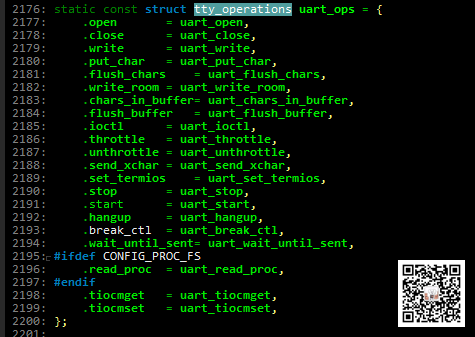 2176: static const struct tty_operations uart_ops = {
2177:     .open       = uart_open,
2178:     .close      = uart_close,
2179:     .write      = uart_write,
2180:     .put_char   = uart_put_char,
2181:     .flush_chars    = uart_flush_chars,
2182:     .write_room = uart_write_room,
2183:     .chars_in_buffer= uart_chars_in_buffer,
2184:     .flush_buffer   = uart_flush_buffer,
2185:     .ioctl      = uart_ioctl,
2186:     .throttle   = uart_throttle,
2187:     .unthrottle = uart_unthrottle,
2188:     .send_xchar = uart_send_xchar,
2189:     .set_termios    = uart_set_termios,
2190:     .stop       = uart_stop,
2191:     .start      = uart_start,
2192:     .hangup     = uart_hangup,
2193:     .break_ctl  = uart_break_ctl,
2194:     .wait_until_sent= uart_wait_until_sent,
2195: #ifdef CONFIG_PROC_FS
2196:     .read_proc  = uart_read_proc,
2197: #endif
2198:     .tiocmget   = uart_tiocmget,
2199:     .tiocmset   = uart_tiocmset,
2200: };
2201: